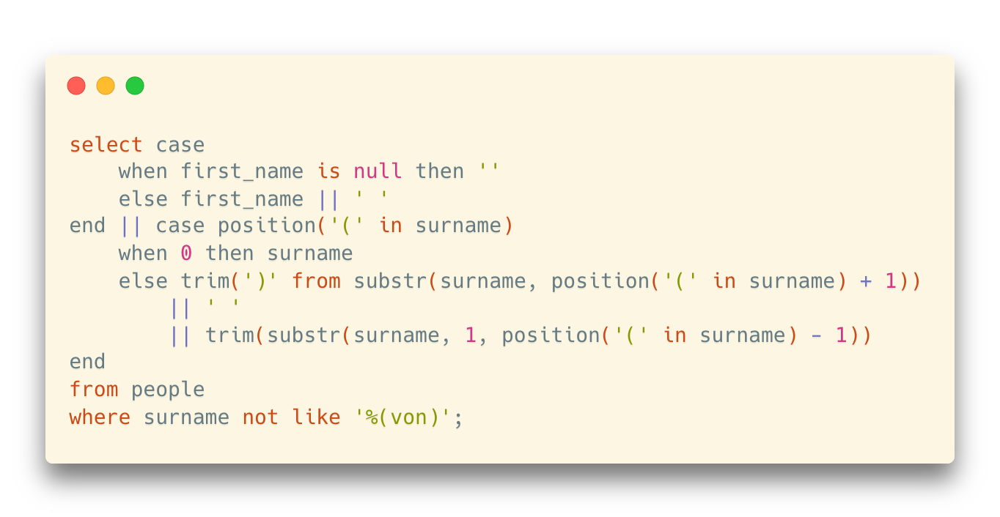 select case
    when first_name is null then ''
    else first_name || ' '
end || case position('(' in surname)
    when 0 then surname
    else trim(')' from substr(surname, position('(' in surname) + 1))
        || ' '
        || trim(substr(surname, 1, position('(' in surname) - 1))
end
from people
where surname not like '%(von)';